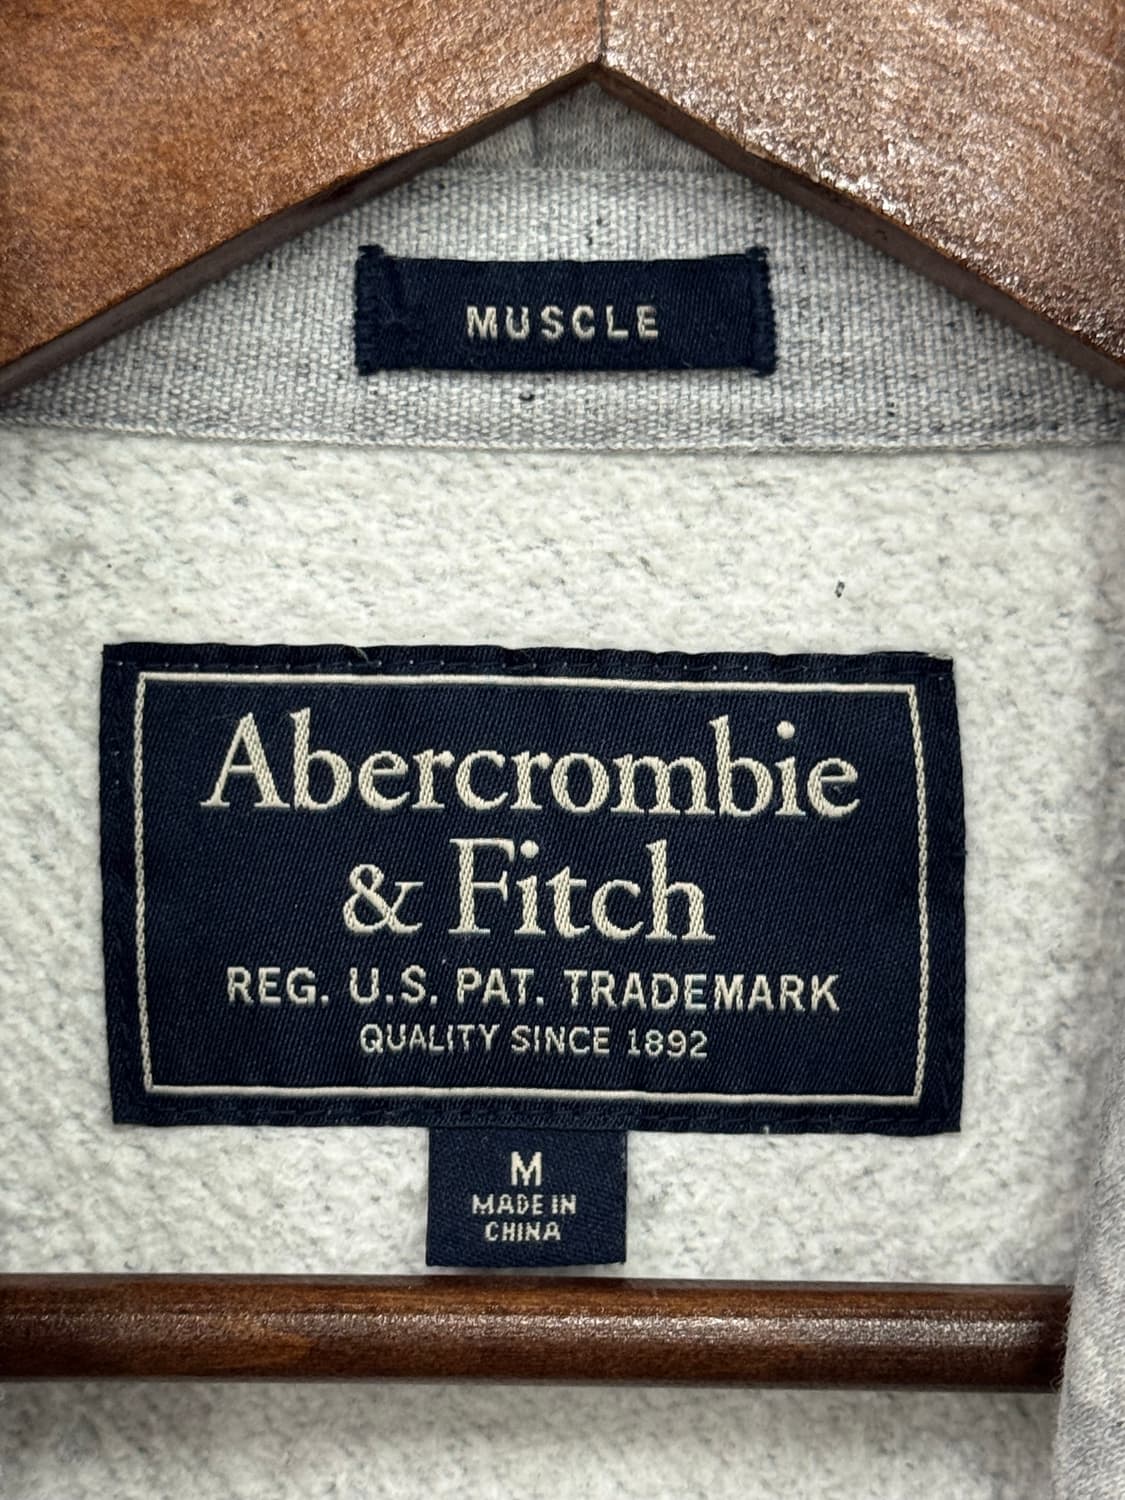 MUSCLE
Abercrombie
& Fitch
REG. U.S. PAT. TRADEMARK
QUALITY SINCE 1892
M
MADE IN
CHINA